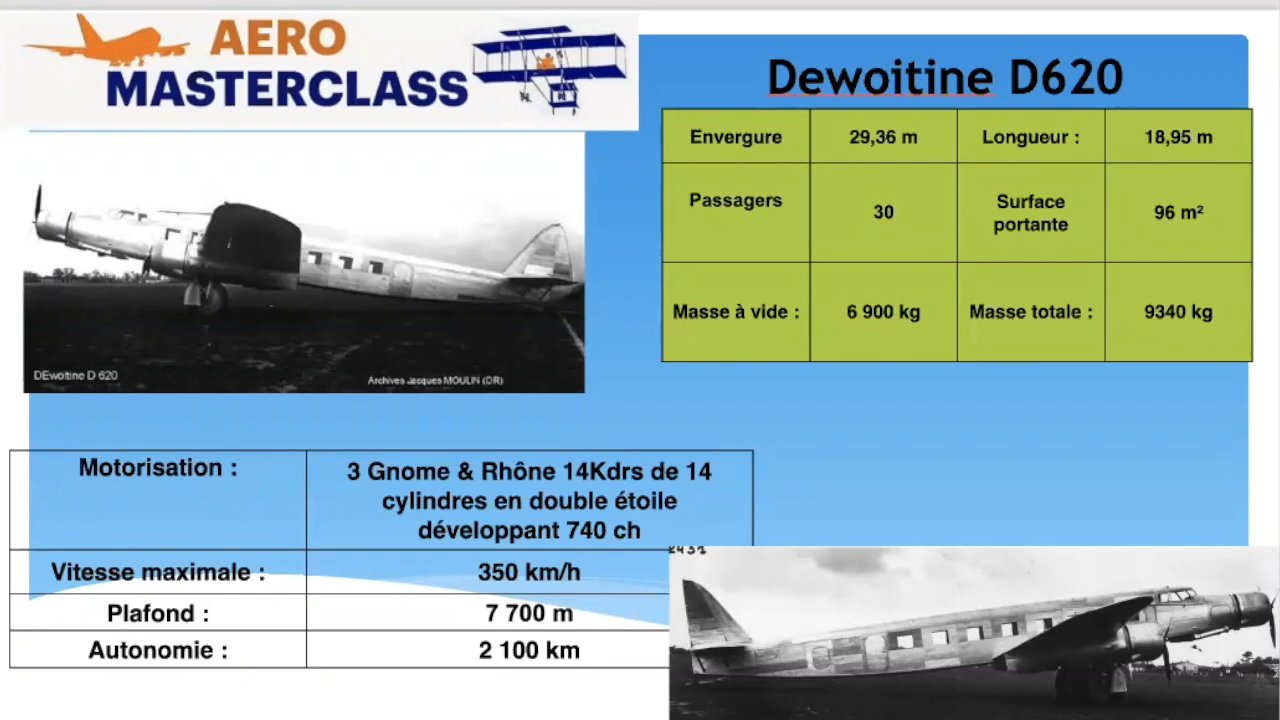 AERO
MASTERCLASS
Dewoitine D620
Envergure 29,36 m Longueur : 18,95 m
Passagers 30 Surface portante 96 m²
Masse à vide : 6 900 kg Masse totale : 9340 kg
DEwoitine D 620
Archives Jacques MOULIN (DR)
Motorisation : 3 Gnome & Rhône 14Kdrs de 14
cylindres en double étoile
développant 740 ch
Vitesse maximale : 350 km/h
Plafond : 7 700 m
Autonomie : 2 100 km